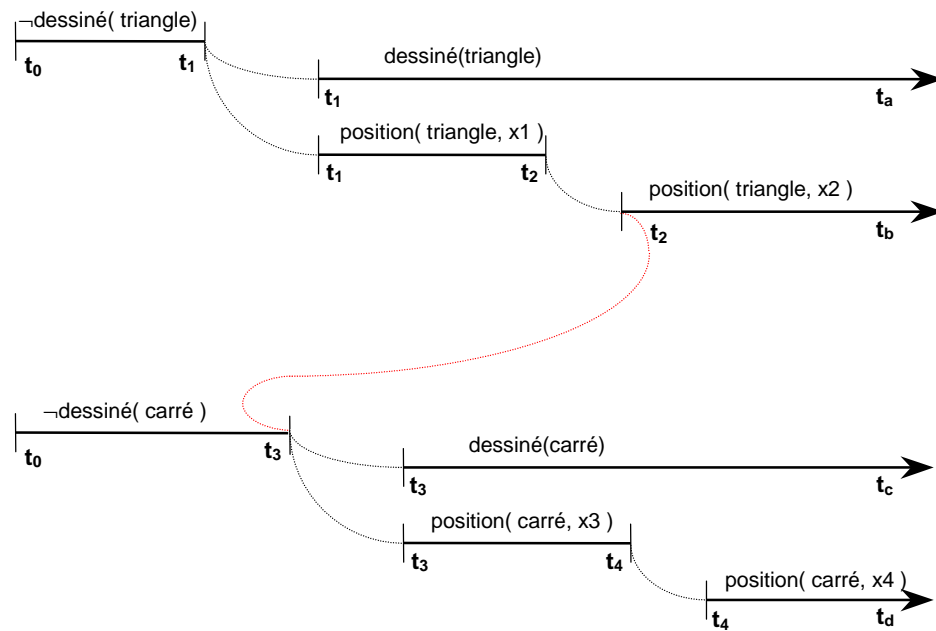 ¬dessiné( triangle)
t0 t1
dessiné(triangle)
t1 ta
position( triangle, x1 )
t1 t2
position( triangle, x2 )
t2 tb
¬dessiné( carré )
t0 t3
dessiné(carré)
t3 tc
position( carré, x3 )
t3 t4
position( carré, x4 )
t4 td